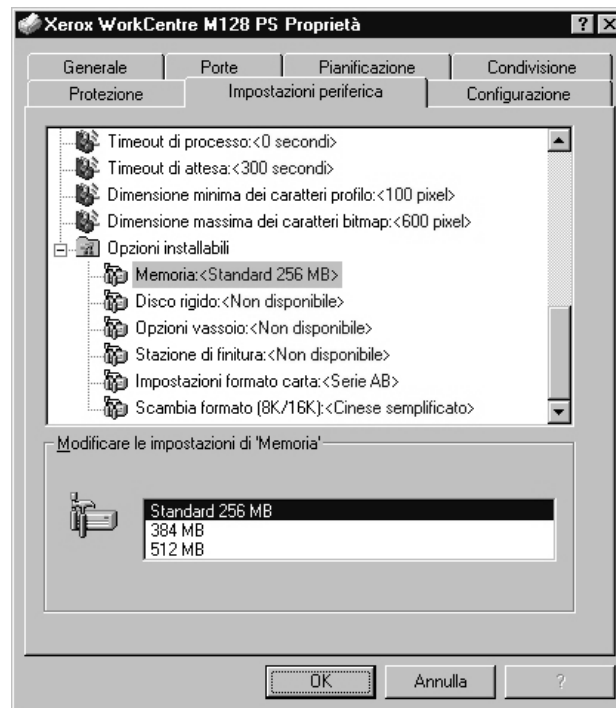 Xerox WorkCentre M128 PS Proprietà
Generale Porte Pianificazione Condivisione
Protezione Impostazioni periferica Configurazione
Timeout di processo:<0 secondi>
Timeout di attesa:<300 secondi>
Dimensione minima dei caratteri profilo:<100 pixel>
Dimensione massima dei caratteri bitmap:<600 pixel>
Opzioni installabili
Memoria:<Standard 256 MB>
Disco rigido:<Non disponibile>
Opzioni vassoio:<Non disponibile>
Stazione di finitura:<Non disponibile>
Impostazioni formato carta:<Serie AB>
Scambia formato (8K/16K):<Cinese semplificato>
Modificare le impostazioni di 'Memoria'
Standard 256 MB
384 MB
512 MB
OK Annulla ?